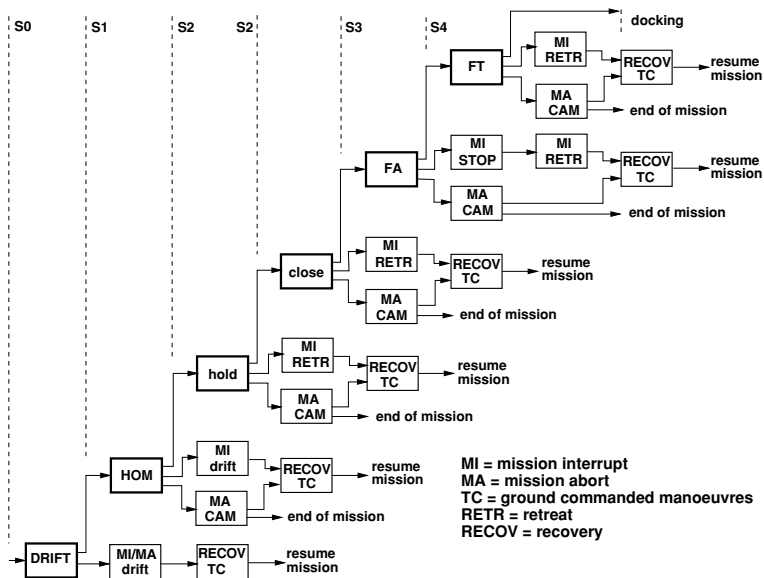 S0
S1
S2
S2
S3
S4
docking
FT
MI
RETR
RECOV
TC
resume
mission
MA
CAM
end of mission
FA
MI
STOP
MI
RETR
RECOV
TC
resume
mission
MA
CAM
end of mission
close
MI
RETR
RECOV
TC
resume
mission
MA
CAM
end of mission
hold
MI
RETR
RECOV
TC
resume
mission
MA
CAM
end of mission
HOM
MI
drift
RECOV
TC
resume
mission
MA
CAM
end of mission
DRIFT
MI/MA
drift
RECOV
TC
resume
mission
MI = mission interrupt
MA = mission abort
TC = ground commanded manoeuvres
RETR = retreat
RECOV = recovery